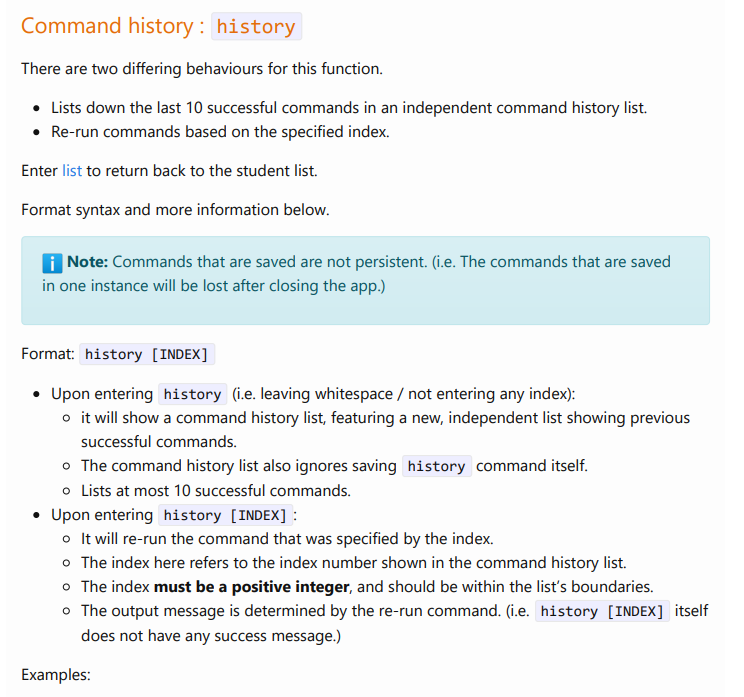 Command history : history
There are two differing behaviours for this function.
• Lists down the last 10 successful commands in an independent command history list.
• Re-run commands based on the specified index.
Enter list to return back to the student list.
Format syntax and more information below.
ℹ️ Note: Commands that are saved are not persistent. (i.e. The commands that are saved
in one instance will be lost after closing the app.)
Format: history [INDEX]
• Upon entering history (i.e. leaving whitespace / not entering any index):
○ it will show a command history list, featuring a new, independent list showing previous
successful commands.
○ The command history list also ignores saving history command itself.
○ Lists at most 10 successful commands.
• Upon entering history [INDEX] :
○ It will re-run the command that was specified by the index.
○ The index here refers to the index number shown in the command history list.
○ The index must be a positive integer, and should be within the list’s boundaries.
○ The output message is determined by the re-run command. (i.e. history [INDEX] itself
does not have any success message.)
Examples: